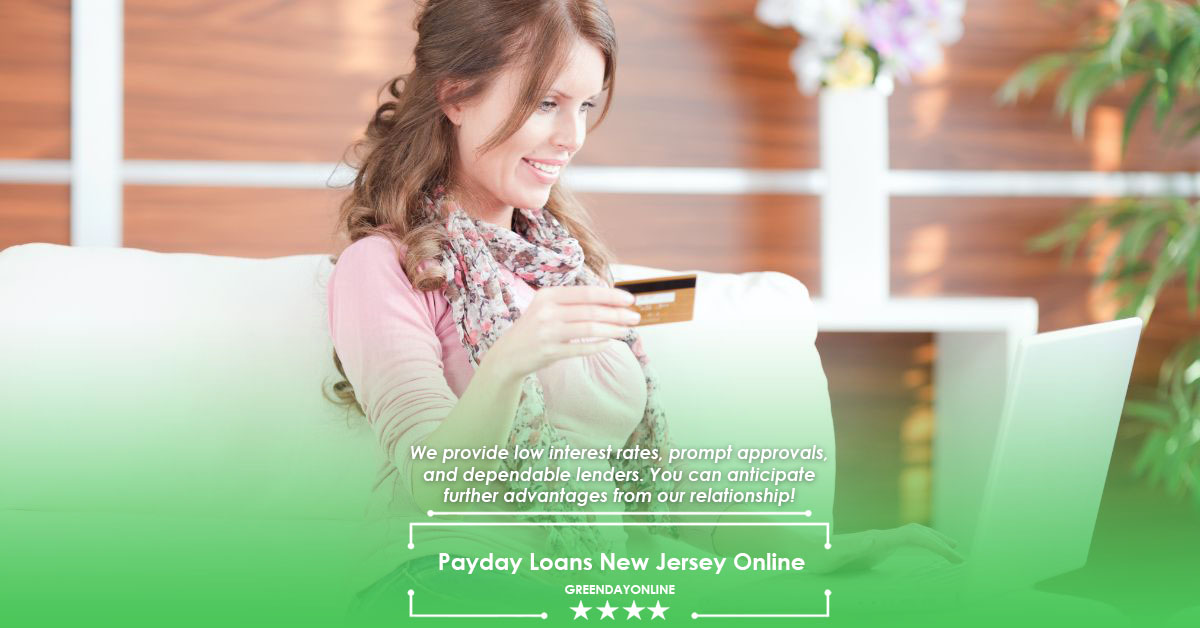 We provide low interest rates, prompt approvals,
and dependable lenders. You can anticipate
further advantages from our relationship!
Payday Loans New Jersey Online
GREENDAYONLINE